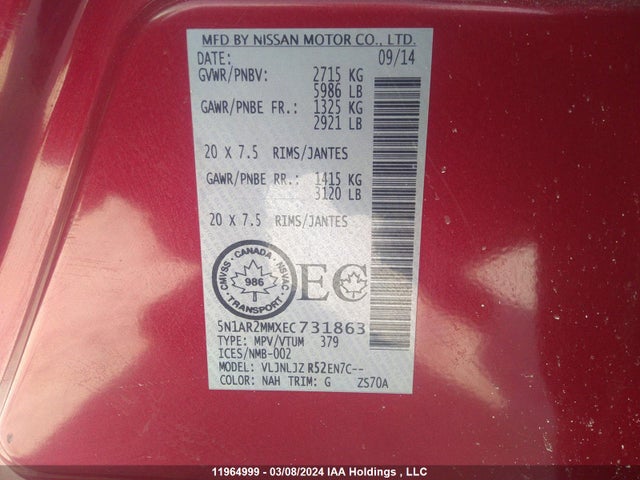 MFD BY NISSAN MOTOR CO., LTD.
DATE: 09/14
GVWR/PNBV: 2715 KG
5986 LB
GAWR/PNBE FR.: 1325 KG
2921 LB
20 X 7.5 RIMS/JANTES
GAWR/PNBE RR.: 1415 KG
3120 LB
20 X 7.5 RIMS/JANTES
CMVSS · CANADA · NSVAC
986
TRANSPORT
EC
5N1AR2MMXEC731863
TYPE: MPV/VTUM 379
ICES/NMB-002
MODEL: VLJNLJZ R52EN7C--
COLOR: NAH TRIM: G ZS70A
11964999 - 03/08/2024 IAA Holdings , LLC